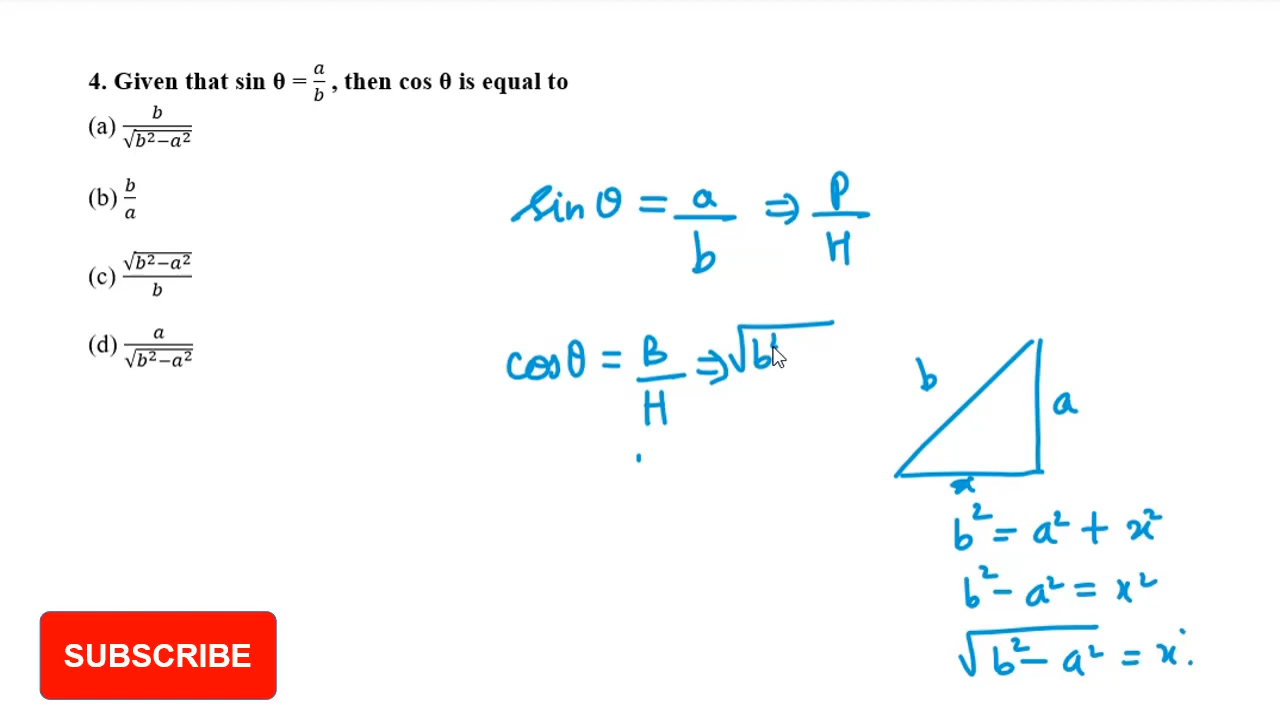 4. Given that sin θ = a/b , then cos θ is equal to
(a) b/√b²−a²
(b) b/a
(c) √b²−a²/b
(d) a/√b²−a²
sin θ = a/b ⇒ P/H
cos θ = B/H ⇒ √b²
b
a
x
b² = a² + x²
b² - a² = x²
√b² - a² = x
SUBSCRIBE